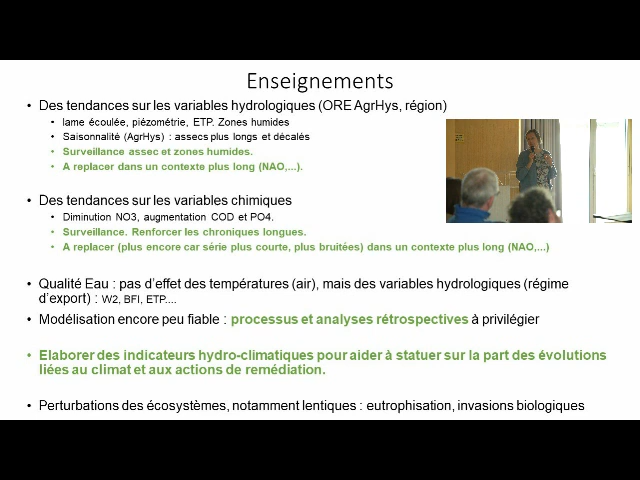 Enseignements
• Des tendances sur les variables hydrologiques (ORE AgrHys, région)
• lame écoulée, piézométrie, ETP. Zones humides
• Saisonnalité (AgrHys) : assecs plus longs et décalés
• Surveillance assec et zones humides.
• A replacer dans un contexte plus long (NAO,...).
• Des tendances sur les variables chimiques
• Diminution NO3, augmentation COD et PO4.
• Surveillance. Renforcer les chroniques longues.
• A replacer (plus encore car série plus courte, plus bruitées) dans un contexte plus long (NAO,...)
• Qualité Eau : pas d'effet des températures (air), mais des variables hydrologiques (régime
d'export) : W2, BFI, ETP....
• Modélisation encore peu fiable : processus et analyses rétrospectives à privilégier
• Elaborer des indicateurs hydro-climatiques pour aider à statuer sur la part des évolutions
liées au climat et aux actions de remédiation.
• Perturbations des écosystèmes, notamment lentiques : eutrophisation, invasions biologiques